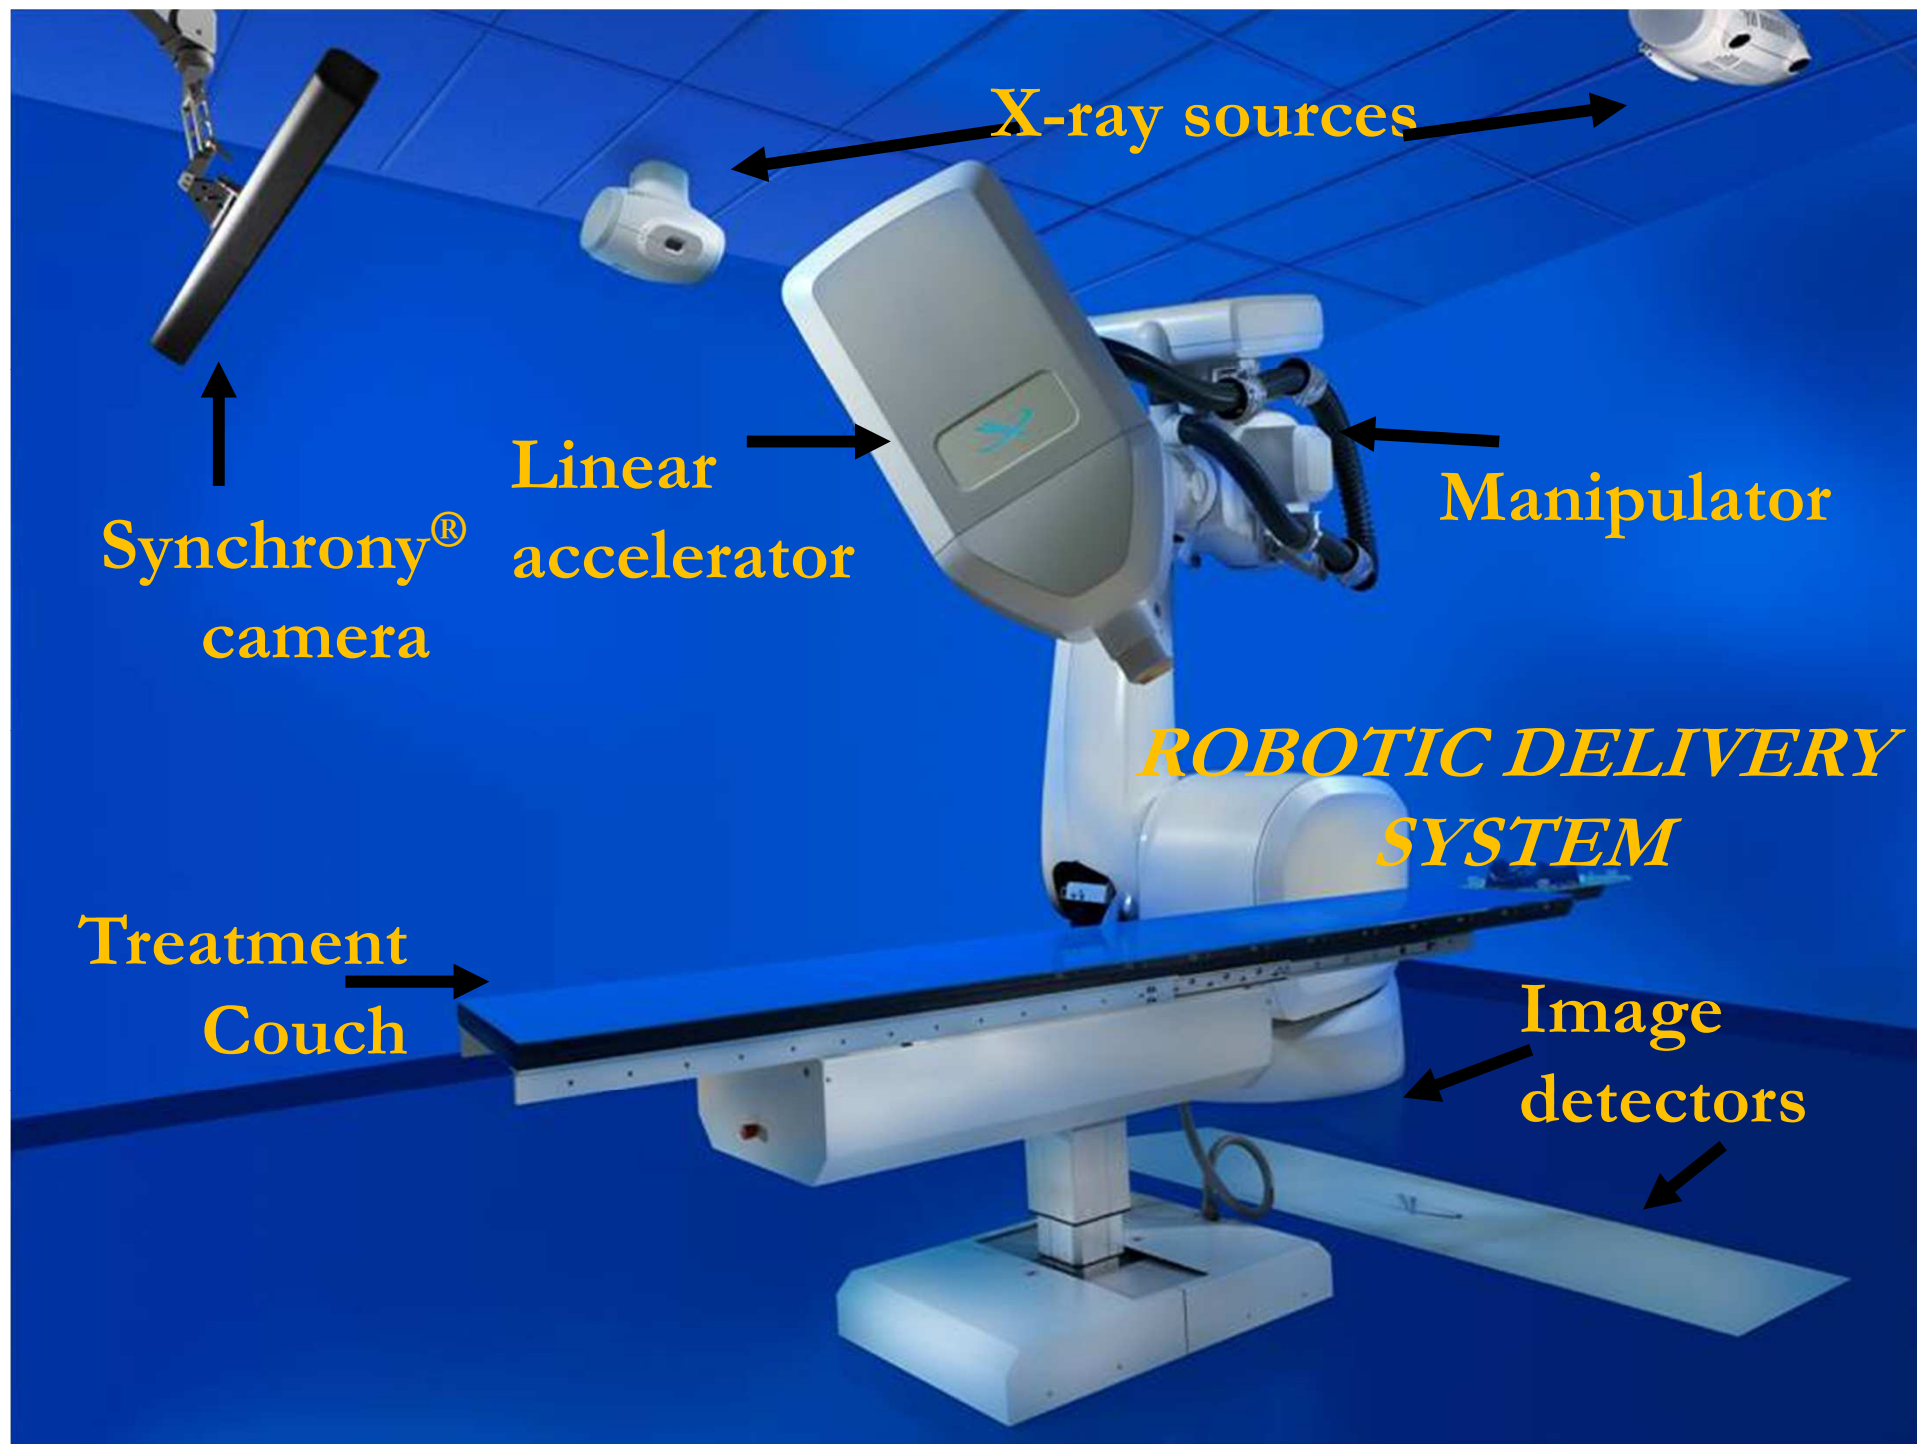 X-ray sources
Linear
accelerator
Manipulator
Synchrony®
camera
ROBOTIC DELIVERY
SYSTEM
Treatment
Couch
Image
detectors